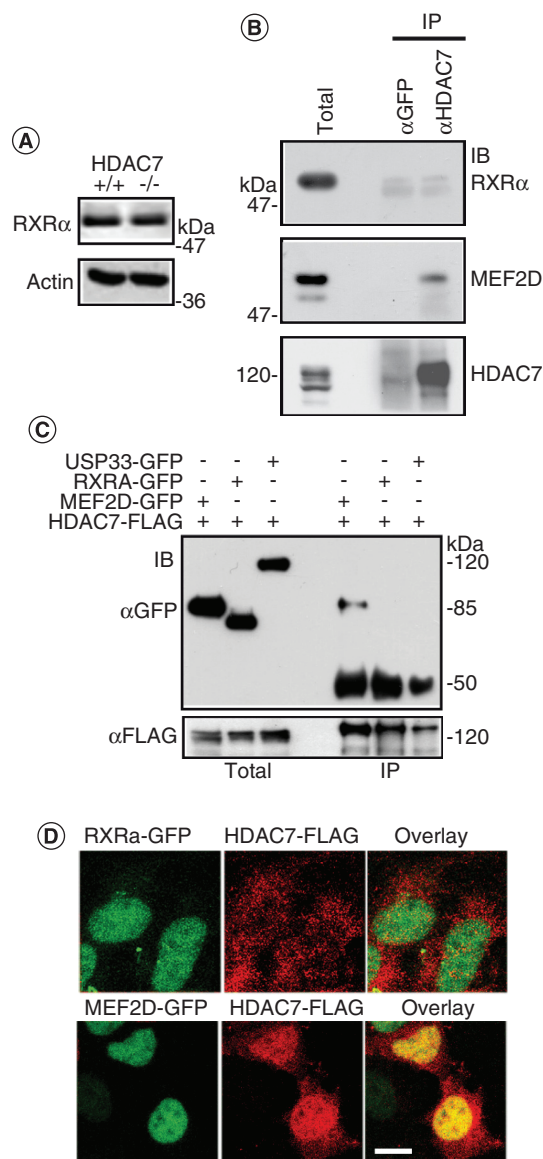 A
HDAC7
+/+ -/-
RXRα
kDa
-47
Actin
-36
B
IP
Total
αGFP
αHDAC7
IB
kDa
RXRα
47-
MEF2D
47-
120-
HDAC7
C
USP33-GFP - - + - - +
RXRA-GFP - + - - + -
MEF2D-GFP + - - + - -
HDAC7-FLAG + + + + + +
IB
kDa
-120
αGFP
-85
-50
αFLAG
-120
Total IP
D
RXRa-GFP HDAC7-FLAG Overlay
MEF2D-GFP HDAC7-FLAG Overlay